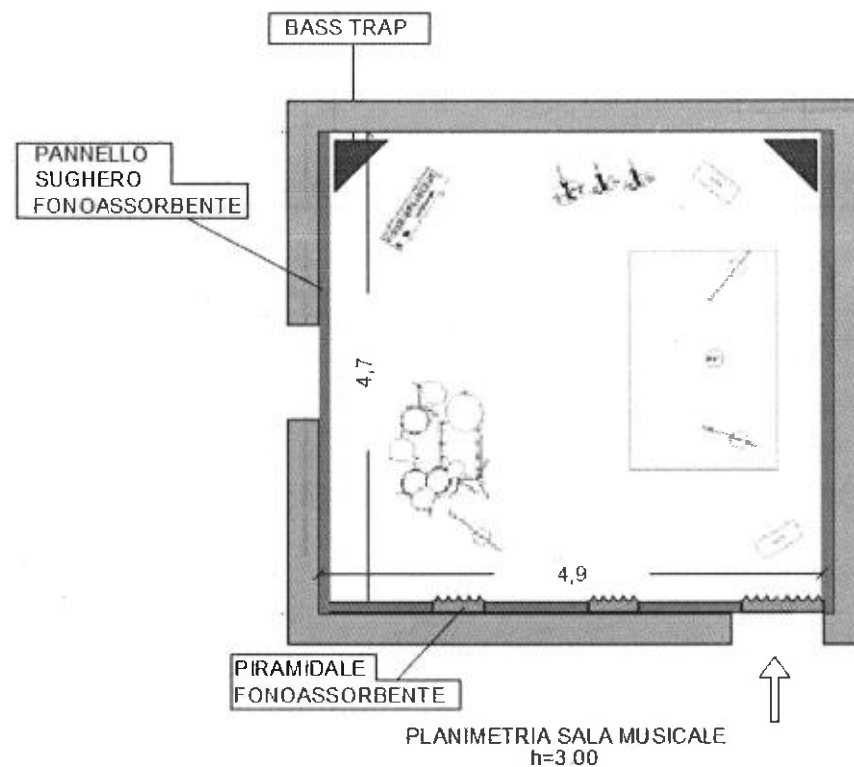 BASS TRAP
PANNELLO
SUGHERO
FONOASSORBENTE
4,7
4,9
PIRAMIDALE
FONOASSORBENTE
PLANIMETRIA SALA MUSICALE
h=3.00